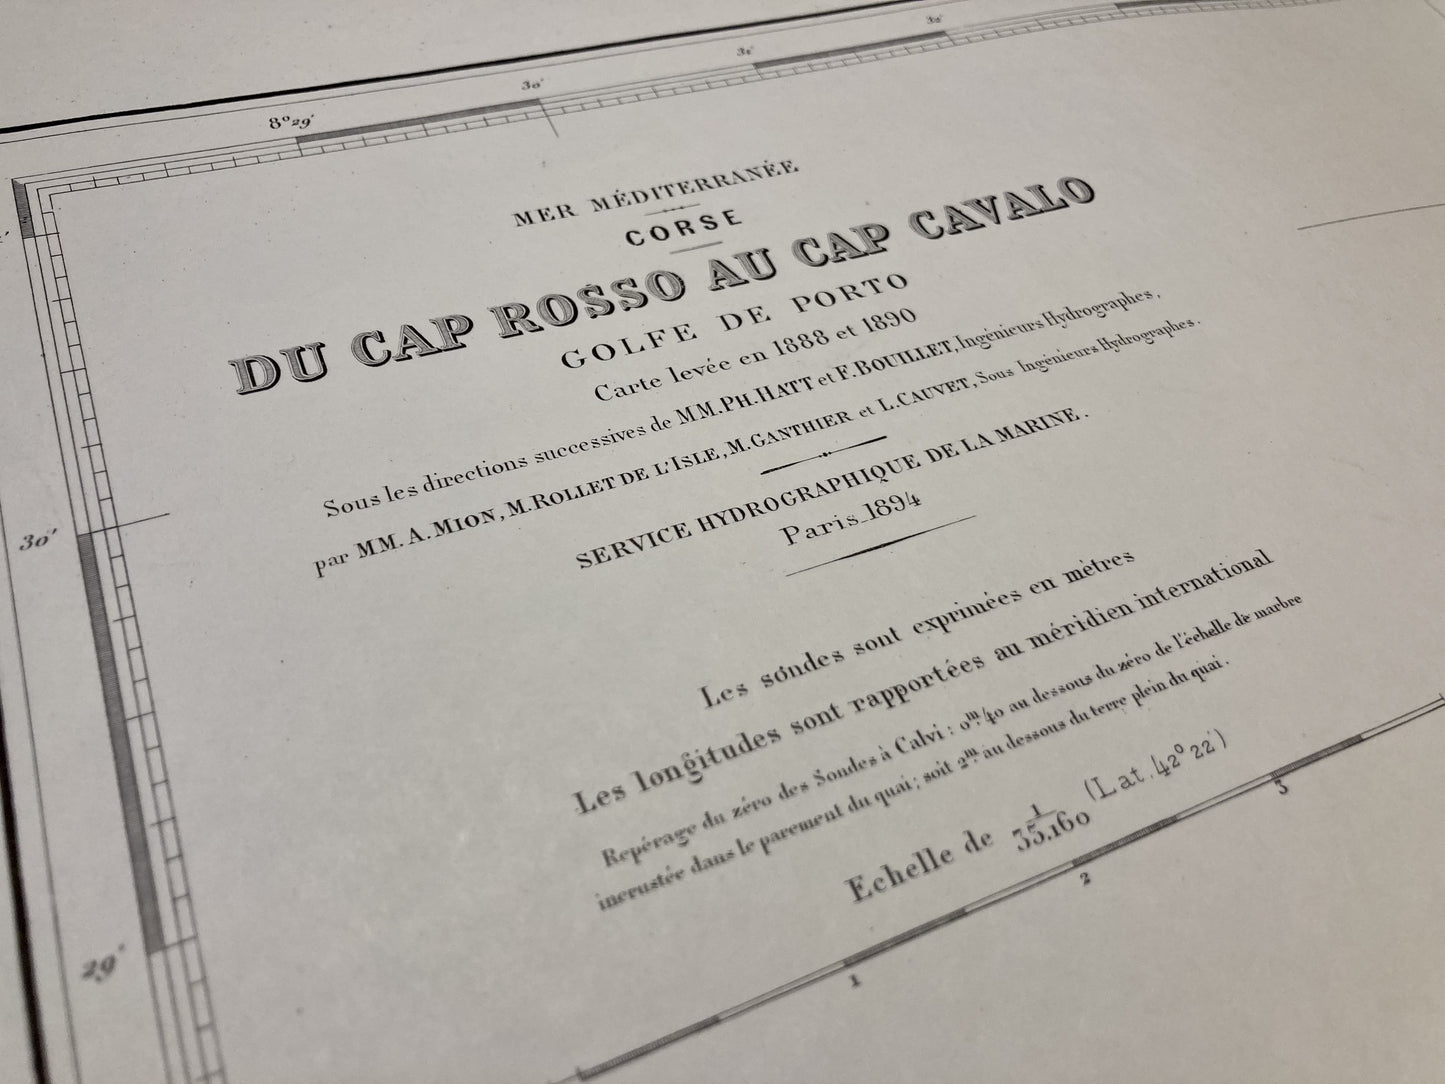 8°29'
30'
31'
32'
MER MÉDITERRANÉE
CORSE
DU CAP ROSSO AU CAP CAVALO
GOLFE DE PORTO
Carte levée en 1888 et 1890
Sous les directions successives de MM. PH. HATT et F. BOUILLET, Ingénieurs Hydrographes,
par MM. A. MION, M. ROLLET DE L'ISLE, M. GANTHIER et L. CAUVET, Sous Ingénieurs Hydrographes.
SERVICE HYDROGRAPHIQUE DE LA MARINE.
Paris_1894
30'
Les sondes sont exprimées en mètres
Les longitudes sont rapportées au méridien international
Repérage du zéro des Sondes à Calvi : 0m.40 au dessous du zéro de l'échelle de marbre
incrustée dans le parement du quai; soit 2m. au dessous du terre plein du quai.
Echelle de 1/35.160 (Lat. 42° 22')
29'
1
2
3